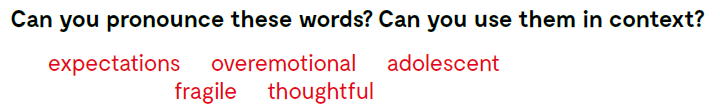 Can you pronounce these words? Can you use them in context?
expectations overemotional adolescent
fragile thoughtful